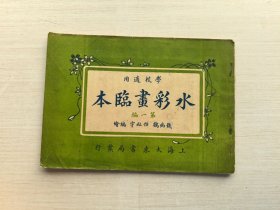 學校適用
水彩畫臨本
第一編
上海大東書局發行